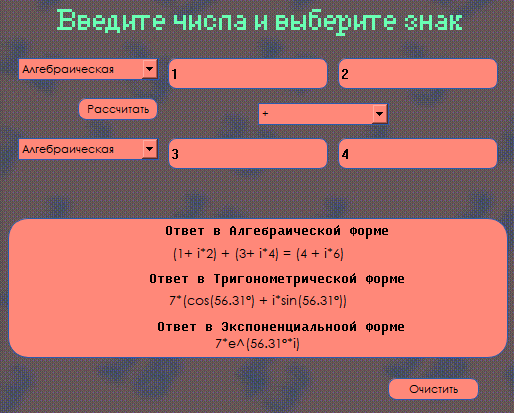 Введите числа и выберите знак
Алгебраическая 1 2
Рассчитать +
Алгебраическая 3 4
Ответ в Алгебраической форме
(1+ i*2) + (3+ i*4) = (4 + i*6)
Ответ в Тригонометрической форме
7*(cos(56.31°) + i*sin(56.31°))
Ответ в Экспоненциальноой форме
7*e^(56.31°*i)
Очистить